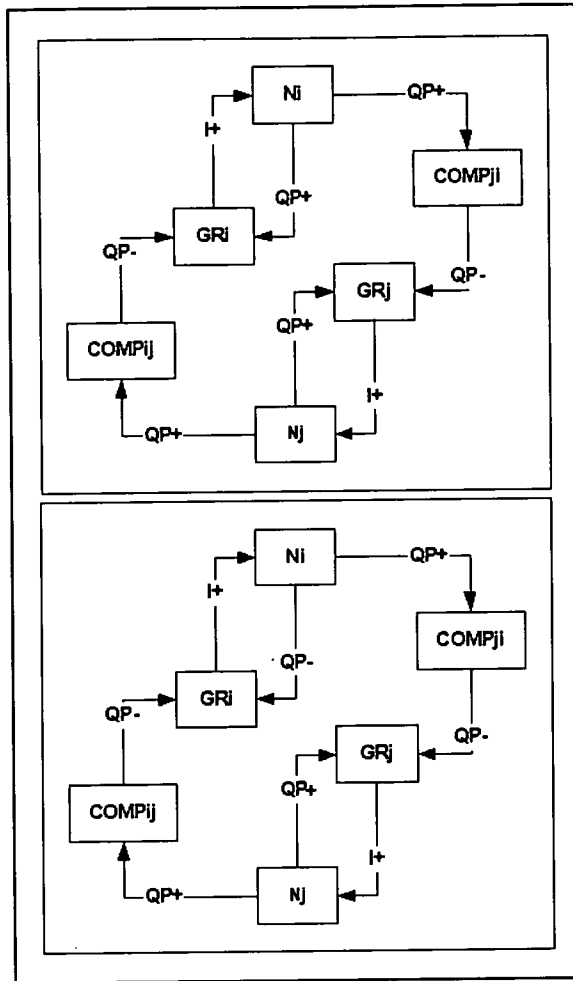 Ni
QP+
I+
COMPji
QP+
GRi
QP-
QP-
GRj
QP+
COMPij
I+
QP+
Nj
Ni
QP+
I+
COMPji
QP-
GRi
QP-
QP-
GRj
QP+
COMPij
I+
QP+
Nj